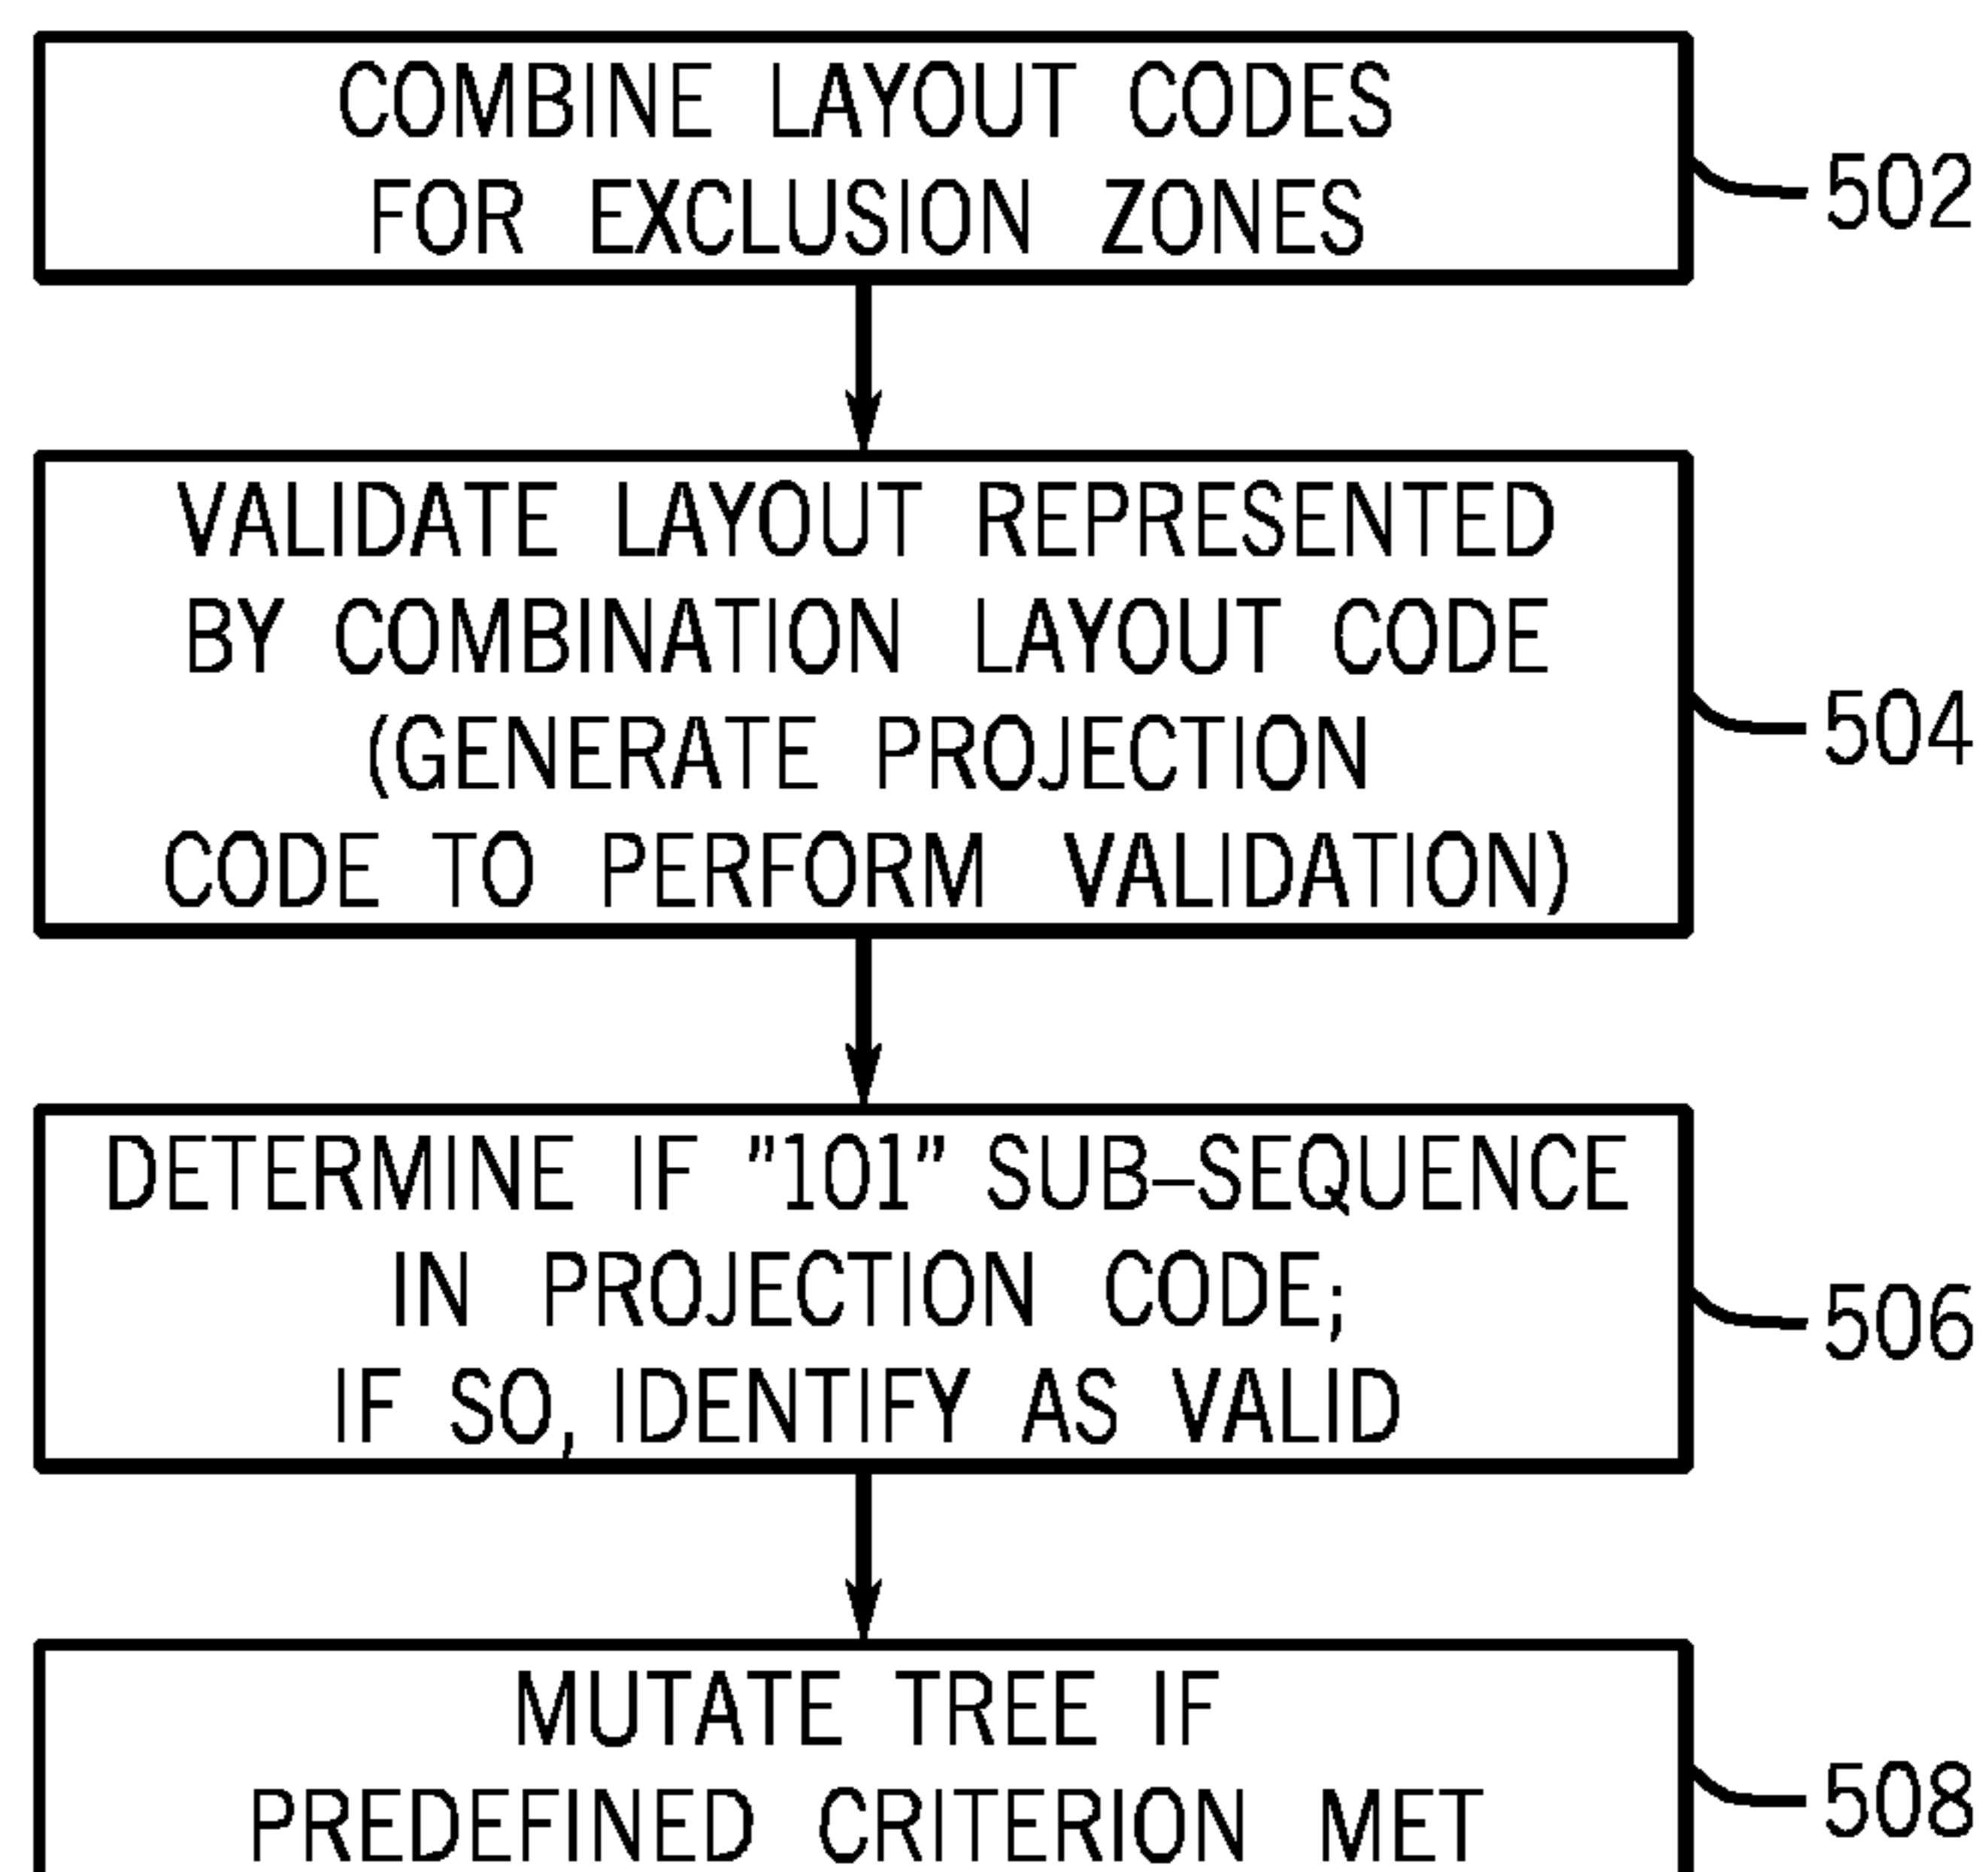 COMBINE LAYOUT CODES
FOR EXCLUSION ZONES
502
VALIDATE LAYOUT REPRESENTED
BY COMBINATION LAYOUT CODE
(GENERATE PROJECTION
CODE TO PERFORM VALIDATION)
504
DETERMINE IF "101" SUB-SEQUENCE
IN PROJECTION CODE;
IF SO, IDENTIFY AS VALID
506
MUTATE TREE IF
PREDEFINED CRITERION MET
508